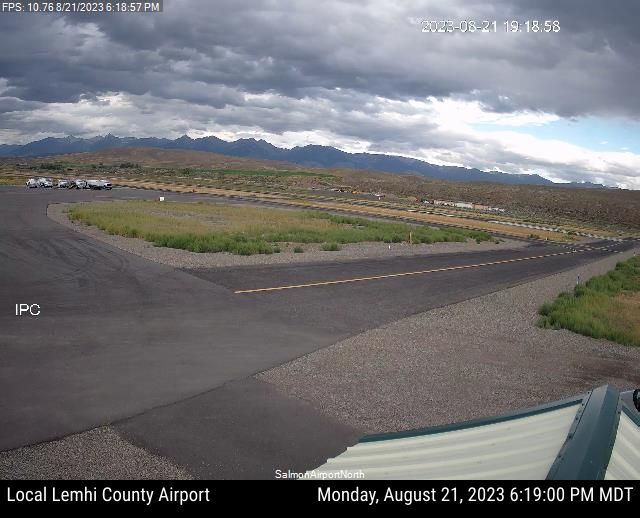 FPS: 10.76 8/21/2023 6:18:57 PM
2023-08-21 19:18:58
IPC
SalmonAirportNorth
Local Lemhi County Airport
Monday, August 21, 2023 6:19:00 PM MDT